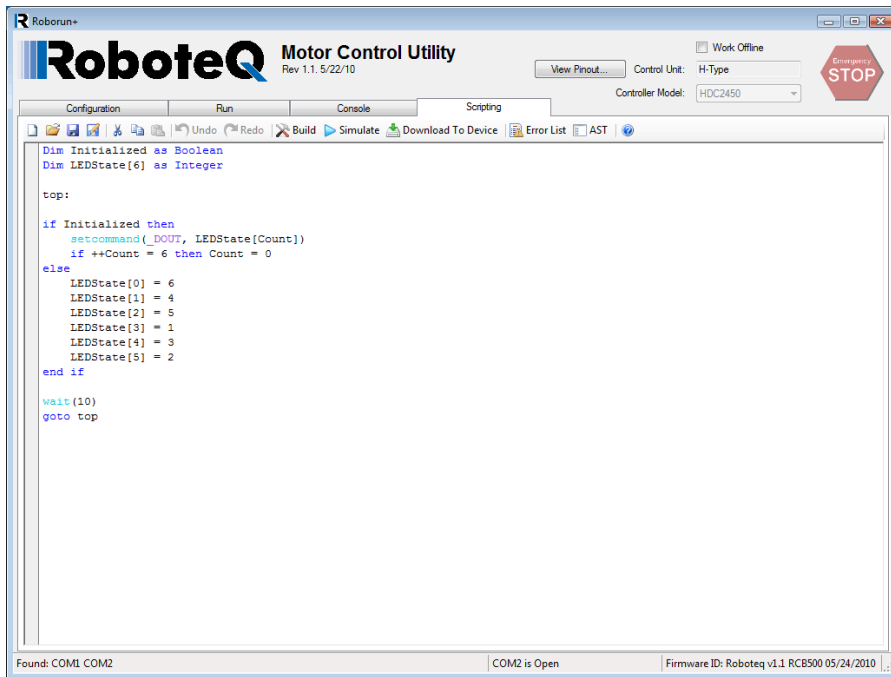 Roborun+
RoboteQ
Motor Control Utility
Rev 1.1. 5/22/10
View Pinout...
Control Unit:
H-Type
Work Offline
Controller Model:
HDC2450
Emergency
STOP
Configuration Run Console Scripting
Undo Redo Build Simulate Download To Device Error List AST
Dim Initialized as Boolean
Dim LEDState[6] as Integer
top:
if Initialized then
setcommand(_DOUT, LEDState[Count])
if ++Count = 6 then Count = 0
else
LEDState[0] = 6
LEDState[1] = 4
LEDState[2] = 5
LEDState[3] = 1
LEDState[4] = 3
LEDState[5] = 2
end if
wait(10)
goto top
Found: COM1 COM2 COM2 is Open Firmware ID: Roboteq v1.1 RCB500 05/24/2010